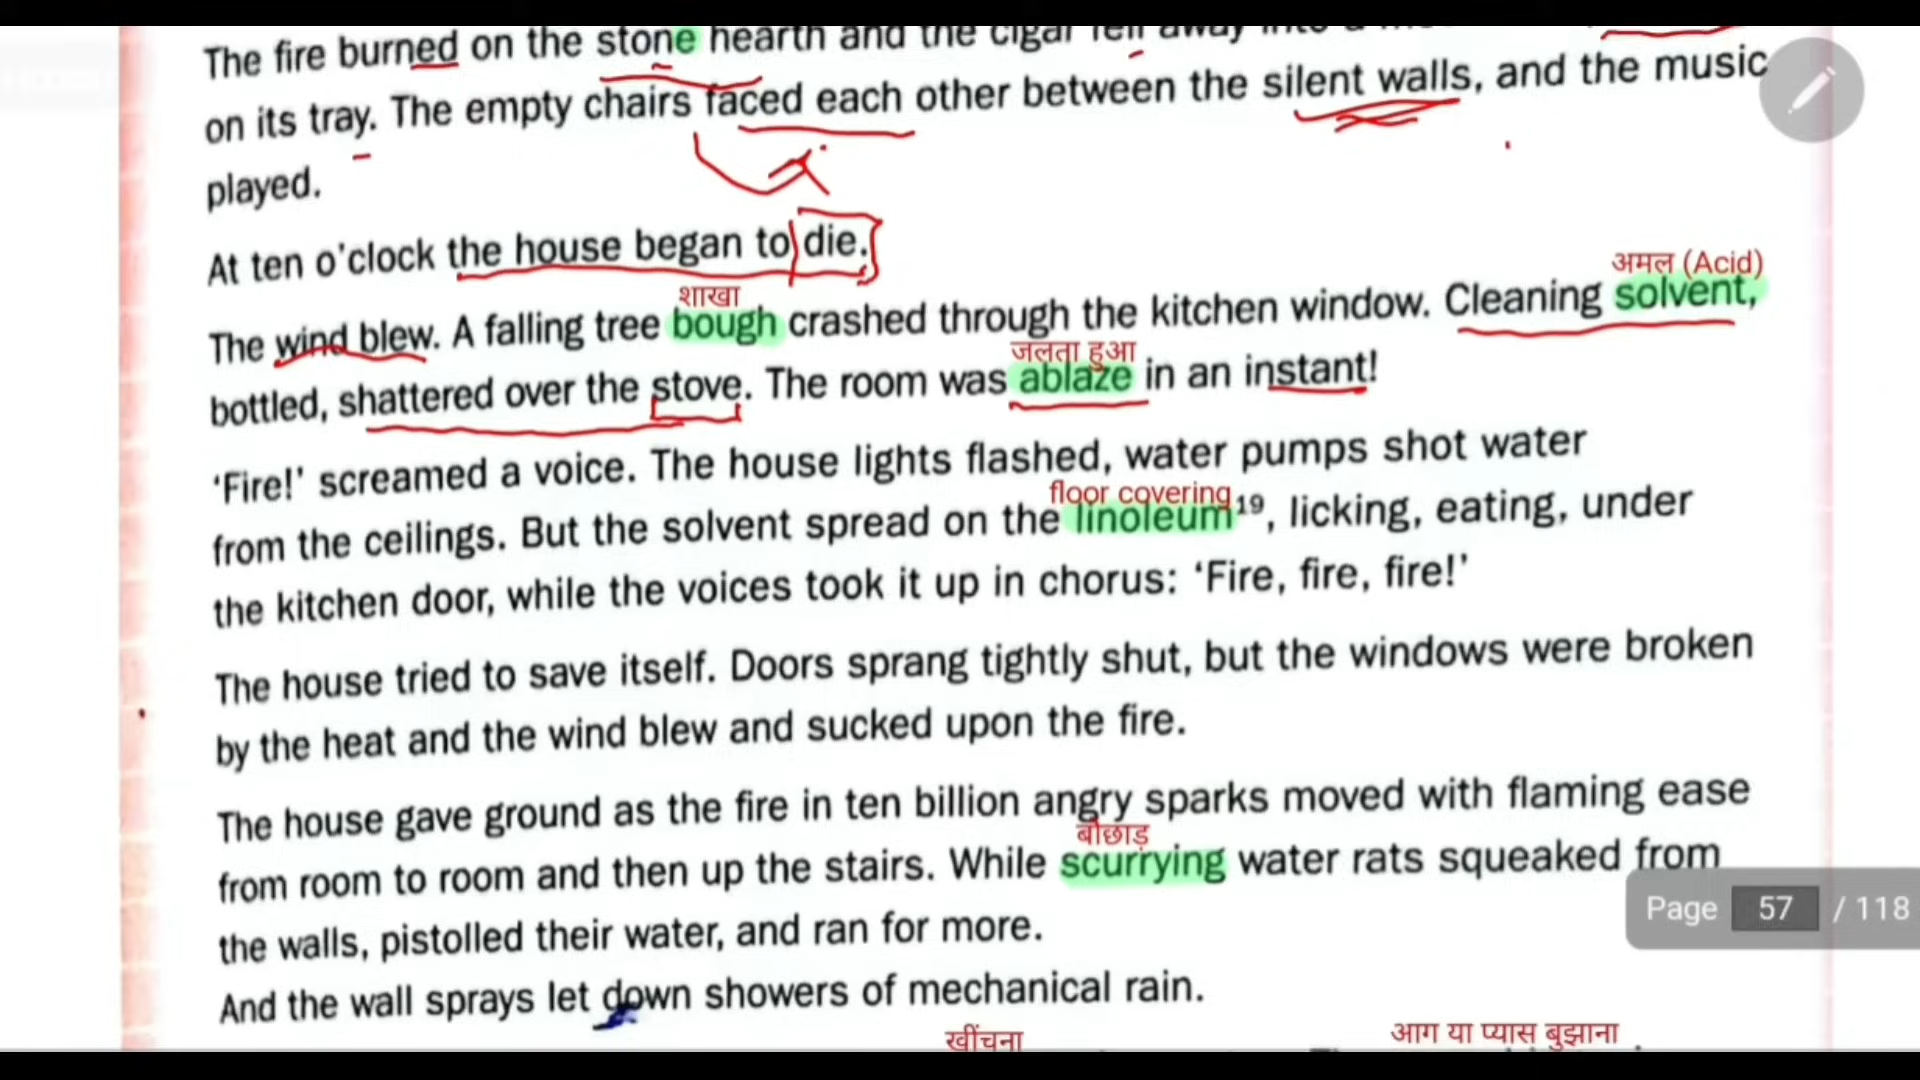 The fire burned on the stone hearth and the cigar fell away into a
on its tray. The empty chairs faced each other between the silent walls, and the music
played.
At ten o'clock the house began to die.
अमल (Acid)
शाखा
The wind blew. A falling tree bough crashed through the kitchen window. Cleaning solvent,
जलता हुआ
bottled, shattered over the stove. The room was ablaze in an instant!
'Fire!' screamed a voice. The house lights flashed, water pumps shot water
floor covering
from the ceilings. But the solvent spread on the linoleum19, licking, eating, under
the kitchen door, while the voices took it up in chorus: 'Fire, fire, fire!'
The house tried to save itself. Doors sprang tightly shut, but the windows were broken
by the heat and the wind blew and sucked upon the fire.
The house gave ground as the fire in ten billion angry sparks moved with flaming ease
बौछाड़
from room to room and then up the stairs. While scurrying water rats squeaked from
Page 57 / 118
the walls, pistolled their water, and ran for more.
And the wall sprays let down showers of mechanical rain.
खींचना
आग या प्यास बुझाना